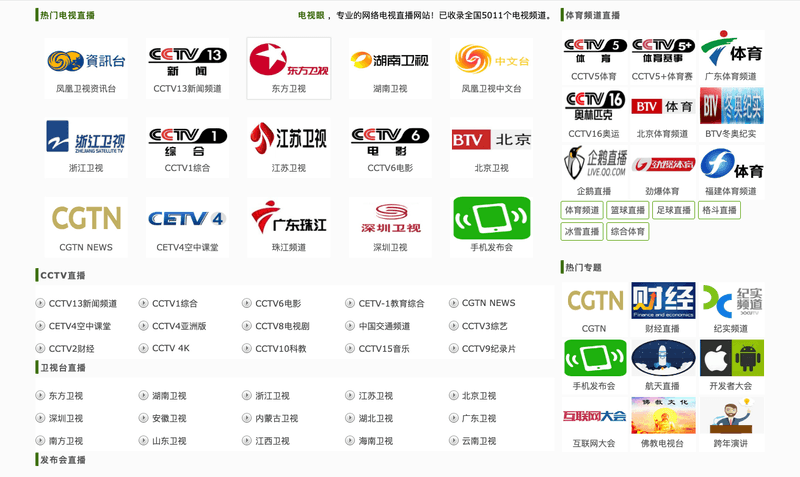 热门电视直播
电视眼，专业的网络电视直播网站！已收录全国5011个电视频道。
資訊台 CCTV 13 新闻 东方卫视 湖南卫视 中文台
凤凰卫视资讯台 CCTV13新闻频道 东方卫视 湖南卫视 凤凰卫视中文台
浙江卫视 ZHEJIANG SATELLITE TV CCTV 1 综合 江苏卫视 CCTV 6 电影 BTV 北京
浙江卫视 CCTV1综合 江苏卫视 CCTV6电影 北京卫视
CGTN CETV 4 广东珠江 深圳卫视
CGTN NEWS CETV4空中课堂 珠江频道 深圳卫视 手机发布会
CCTV直播
CCTV13新闻频道 CCTV1综合 CCTV6电影 CETV-1教育综合 CGTN NEWS
CETV4空中课堂 CCTV4亚洲版 CCTV8电视剧 中国交通频道 CCTV3综艺
CCTV2财经 CCTV 4K CCTV10科教 CCTV15音乐 CCTV9纪录片
卫视台直播
东方卫视 湖南卫视 浙江卫视 江苏卫视 北京卫视
深圳卫视 安徽卫视 内蒙古卫视 湖北卫视 广东卫视
南方卫视 山东卫视 江西卫视 海南卫视 云南卫视
发布会直播
体育频道直播
CCTV 5 体育 CCTV 5+ 体育赛事 体育
CCTV5体育 CCTV5+体育赛 广东体育频道
CCTV 16 奥林匹克 BTV 体育 BTV 冬奥纪实
CCTV16奥运 北京体育频道 BTV冬奥纪实
企鹅直播 LIVE.QQ.COM 劲爆体育 体育
企鹅直播 劲爆体育 福建体育频道
体育频道 篮球直播 足球直播 格斗直播
冰雪直播 综合体育
热门专题
CGTN 财经 Finance and economics 纪实频道
CGTN 财经直播 纪实频道
手机发布会 航天直播 开发者大会
互联网大会 佛教文化
互联网大会 佛教电视台 跨年演讲